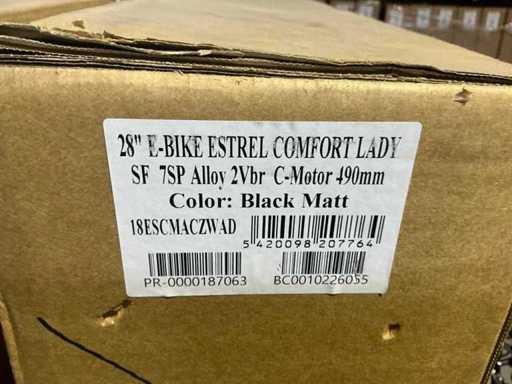 28" E-BIKE ESTREL COMFORT LADY
SF 7SP Alloy 2Vbr C-Motor 490mm
Color: Black Matt
18ESCMACZWAD
5 420098 207764
PR-0000187063 BC0010226055